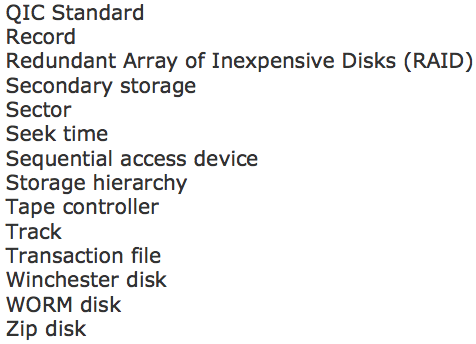 QIC Standard
Record
Redundant Array of Inexpensive Disks (RAID)
Secondary storage
Sector
Seek time
Sequential access device
Storage hierarchy
Tape controller
Track
Transaction file
Winchester disk
WORM disk
Zip disk